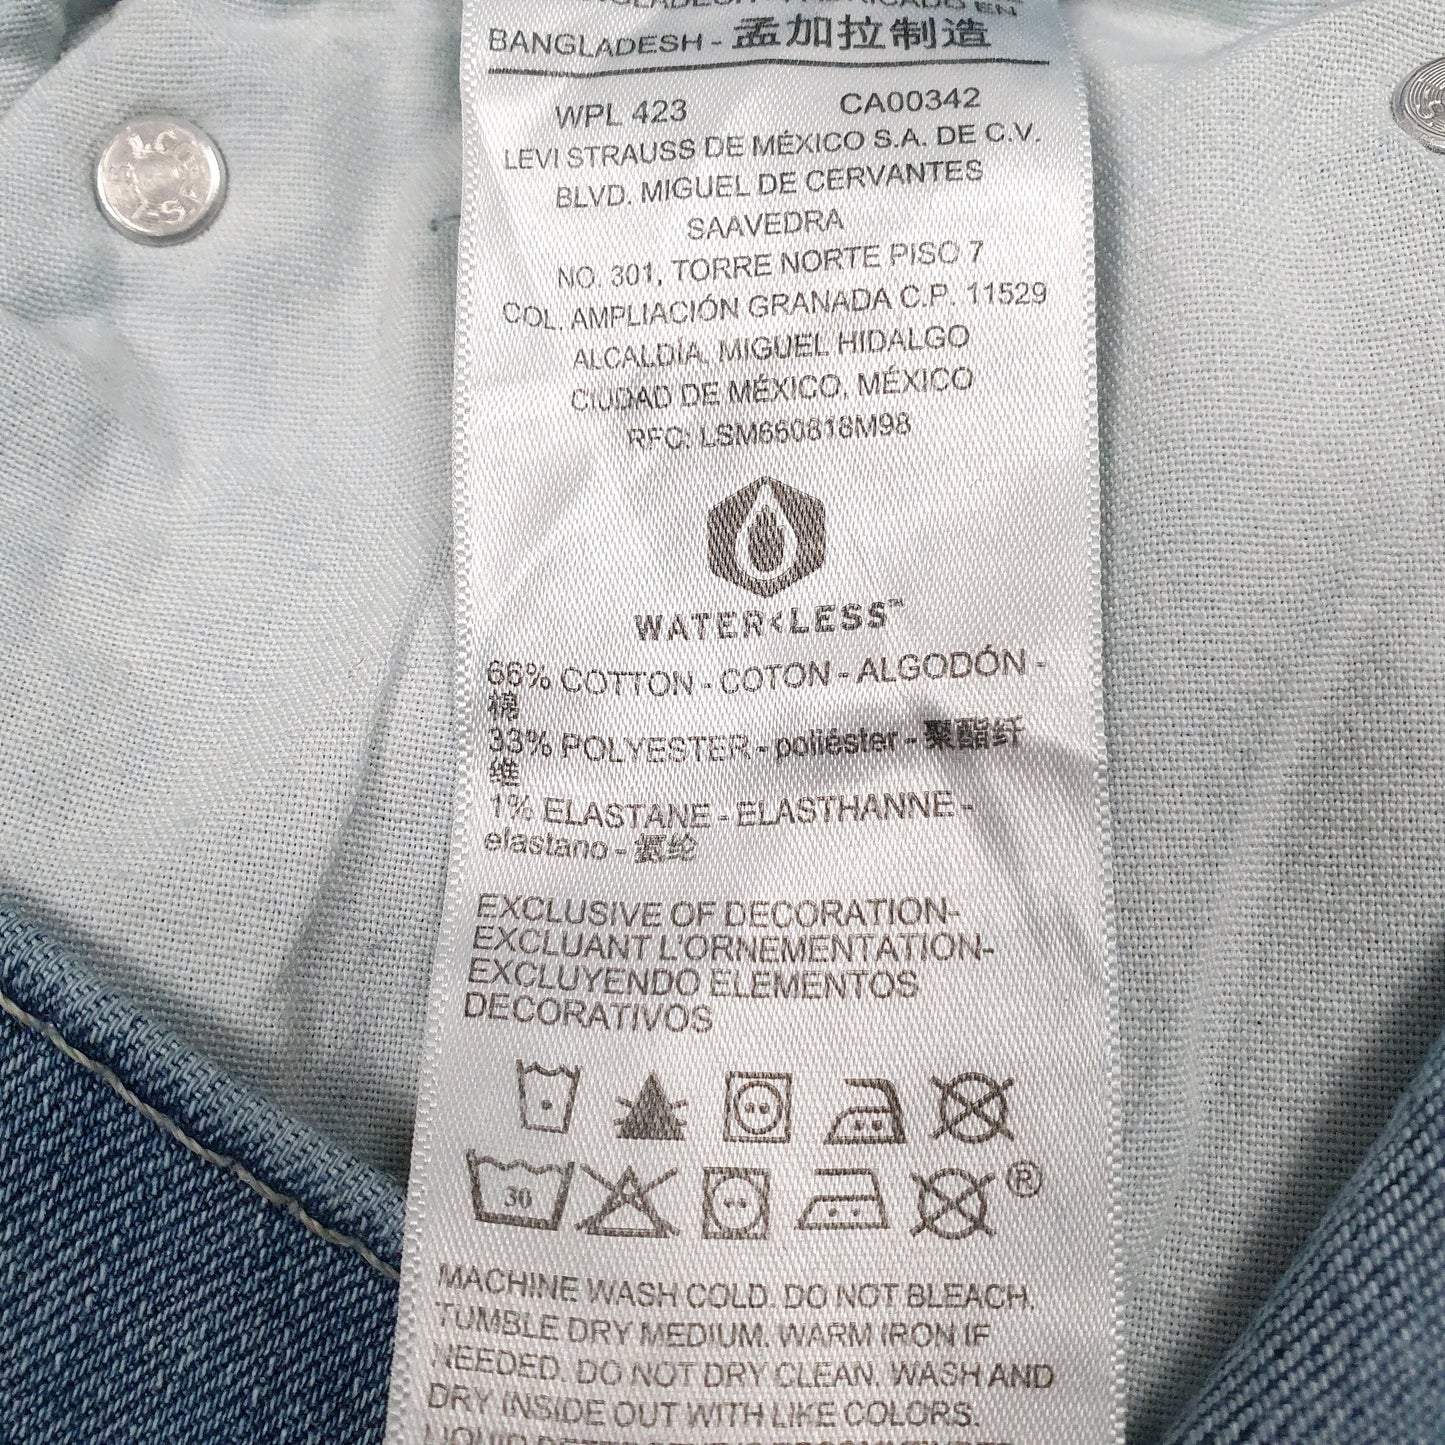 BANGLADESH - FABRICADO EN
BANGLADESH - 孟加拉制造
WPL 423 CA00342
LEVI STRAUSS DE MÉXICO S.A. DE C.V.
BLVD. MIGUEL DE CERVANTES
SAAVEDRA
NO. 301, TORRE NORTE PISO 7
COL. AMPLIACIÓN GRANADA C.P. 11529
ALCALDÍA, MIGUEL HIDALGO
CIUDAD DE MÉXICO, MÉXICO
RFC: LSM660818M98
WATER<LESS™
66% COTTON - COTON - ALGODÓN -
棉
33% POLYESTER - poliéster - 聚酯纤
维
1% ELASTANE - ELASTHANNE -
elastano - 氨纶
EXCLUSIVE OF DECORATION-
EXCLUANT L'ORNEMENTATION-
EXCLUYENDO ELEMENTOS
DECORATIVOS
30
®
MACHINE WASH COLD. DO NOT BLEACH.
TUMBLE DRY MEDIUM. WARM IRON IF
NEEDED. DO NOT DRY CLEAN. WASH AND
DRY INSIDE OUT WITH LIKE COLORS.
LIQUID